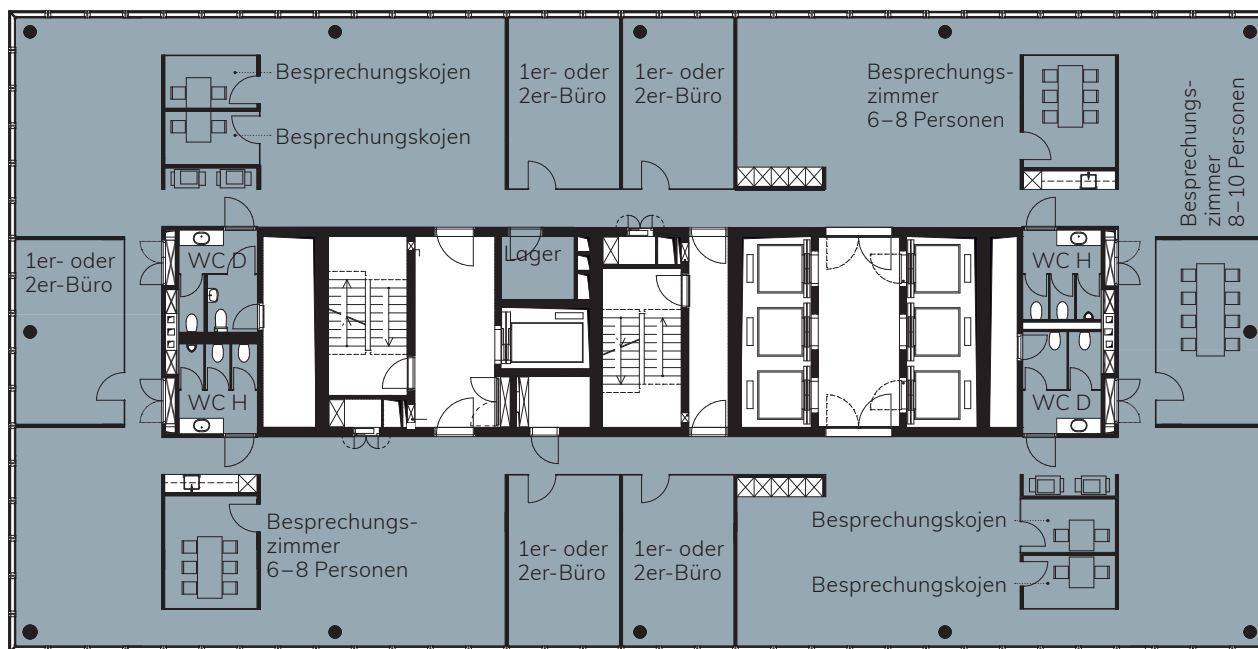 Besprechungskojen
Besprechungskojen
1er- oder
2er-Büro
1er- oder
2er-Büro
Besprechungs-
zimmer
6–8 Personen
Besprechungs-
zimmer
8–10 Personen
1er- oder
2er-Büro
WC D
WC H
Lager
WC H
WC D
Besprechungs-
zimmer
6–8 Personen
1er- oder
2er-Büro
1er- oder
2er-Büro
Besprechungskojen
Besprechungskojen